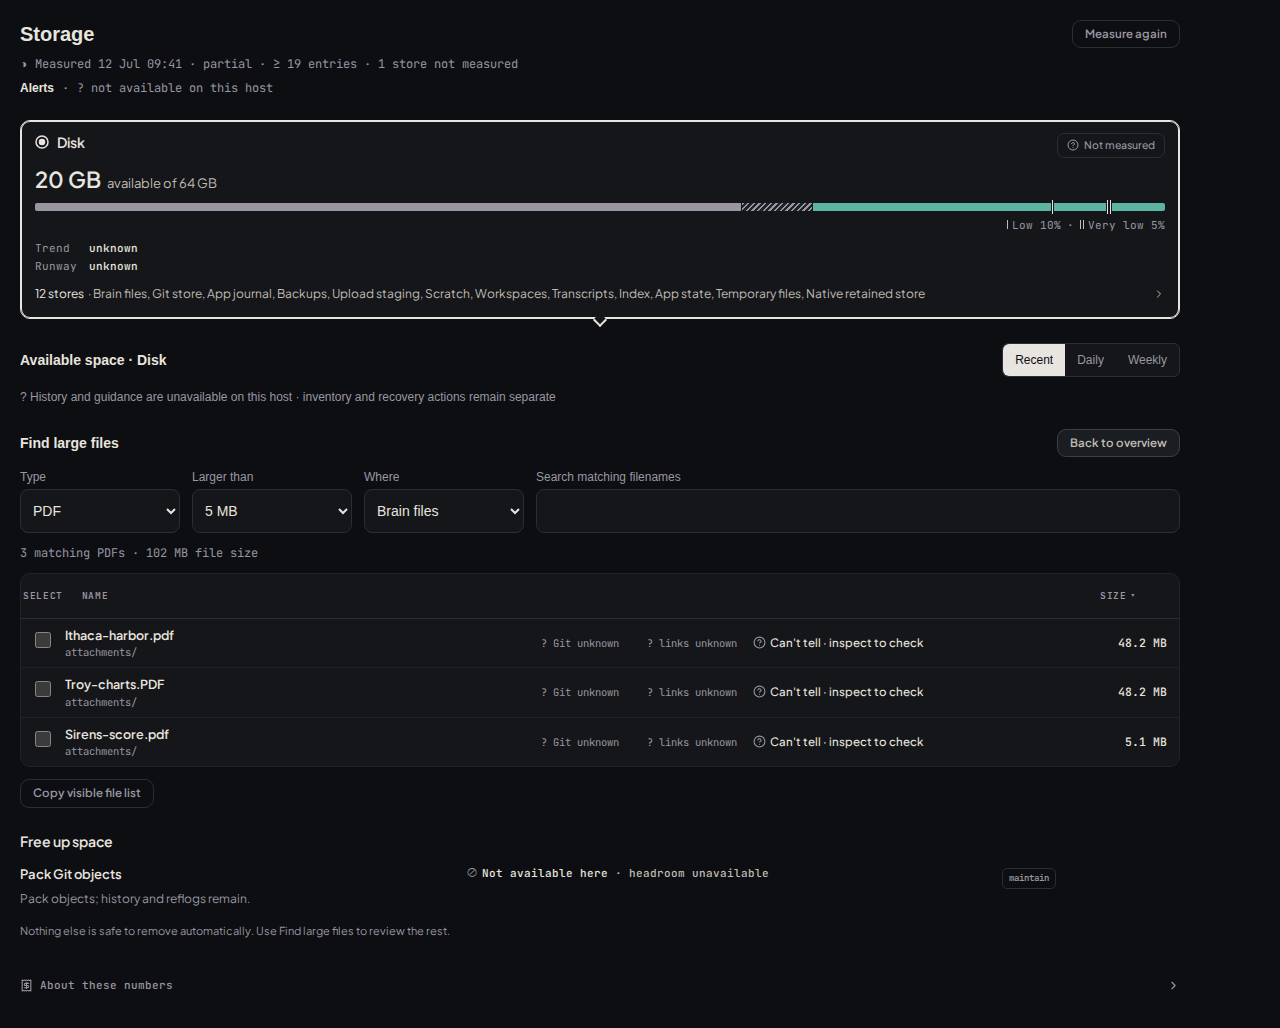 Storage
Measure again
Measured 12 Jul 09:41 · partial · ≥ 19 entries · 1 store not measured
Alerts · ? not available on this host
Disk
Not measured
20 GB available of 64 GB
Low 10% · Very low 5%
Trend unknown
Runway unknown
12 stores · Brain files, Git store, App journal, Backups, Upload staging, Scratch, Workspaces, Transcripts, Index, App state, Temporary files, Native retained store
Available space · Disk
Recent Daily Weekly
? History and guidance are unavailable on this host · inventory and recovery actions remain separate
Find large files
Back to overview
Type Larger than Where Search matching filenames
PDF 5 MB Brain files
3 matching PDFs · 102 MB file size
SELECT NAME SIZE
Ithaca-harbor.pdf
attachments/
? Git unknown ? links unknown Can't tell · inspect to check 48.2 MB
Troy-charts.PDF
attachments/
? Git unknown ? links unknown Can't tell · inspect to check 48.2 MB
Sirens-score.pdf
attachments/
? Git unknown ? links unknown Can't tell · inspect to check 5.1 MB
Copy visible file list
Free up space
Pack Git objects
Not available here · headroom unavailable
maintain
Pack objects; history and reflogs remain.
Nothing else is safe to remove automatically. Use Find large files to review the rest.
About these numbers